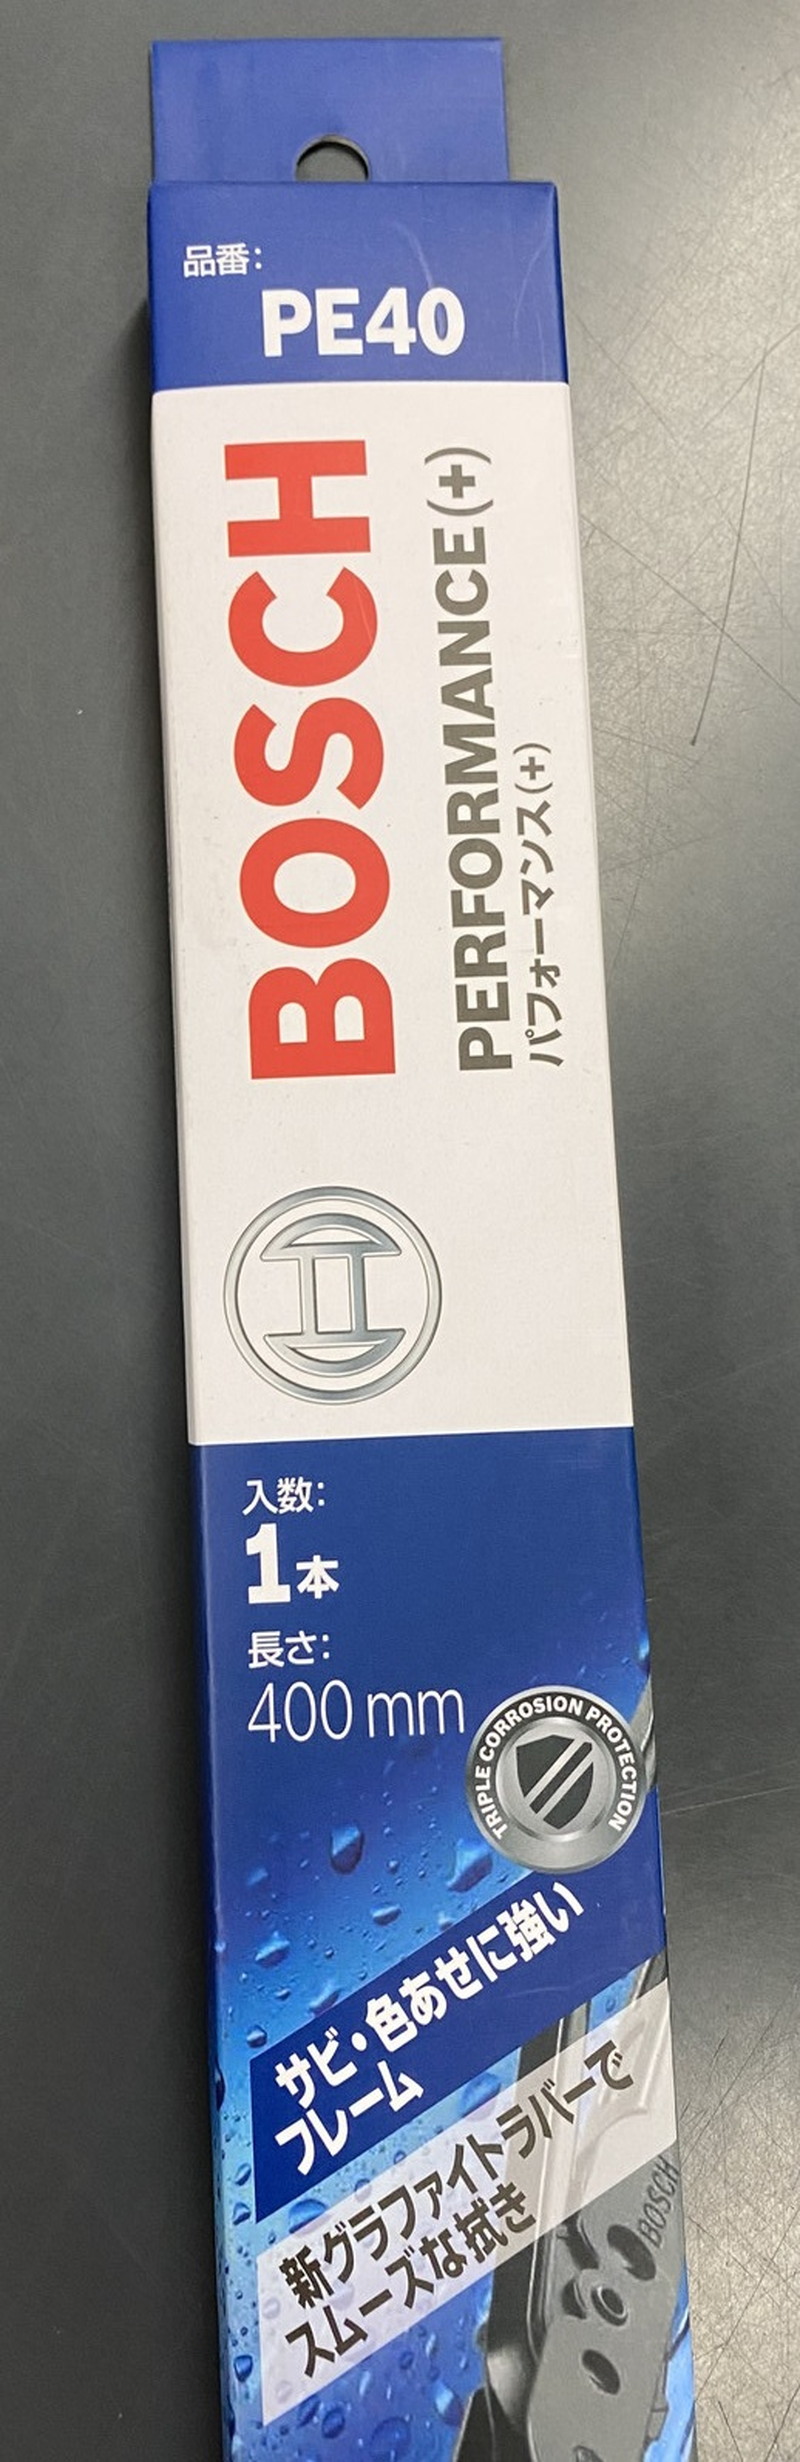 品番:
PE40
BOSCH
PERFORMANCE(+)
パフォーマンス(+)
入数:
1本
長さ:
400mm
TRIPLE CORROSION PROTECTION
サビ・色あせに強い
フレーム
新グラファイトラバーで
スムーズな拭き
BOSCH